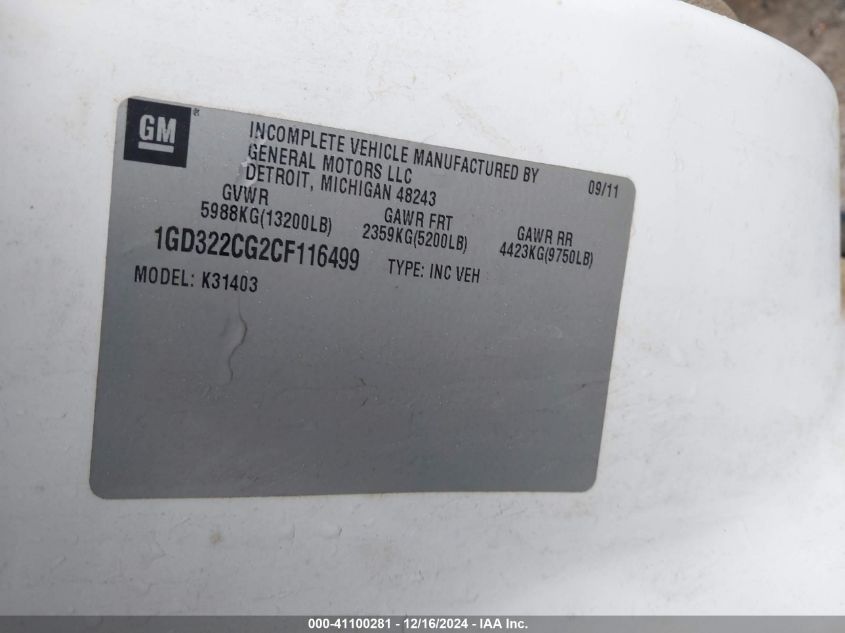 GM
INCOMPLETE VEHICLE MANUFACTURED BY
GENERAL MOTORS LLC
DETROIT, MICHIGAN 48243
09/11
GVWR GAWR FRT GAWR RR
5988KG(13200LB) 2359KG(5200LB) 4423KG(9750LB)
1GD322CG2CF116499 TYPE: INC VEH
MODEL: K31403
000-41100281 - 12/16/2024 - IAA Inc.